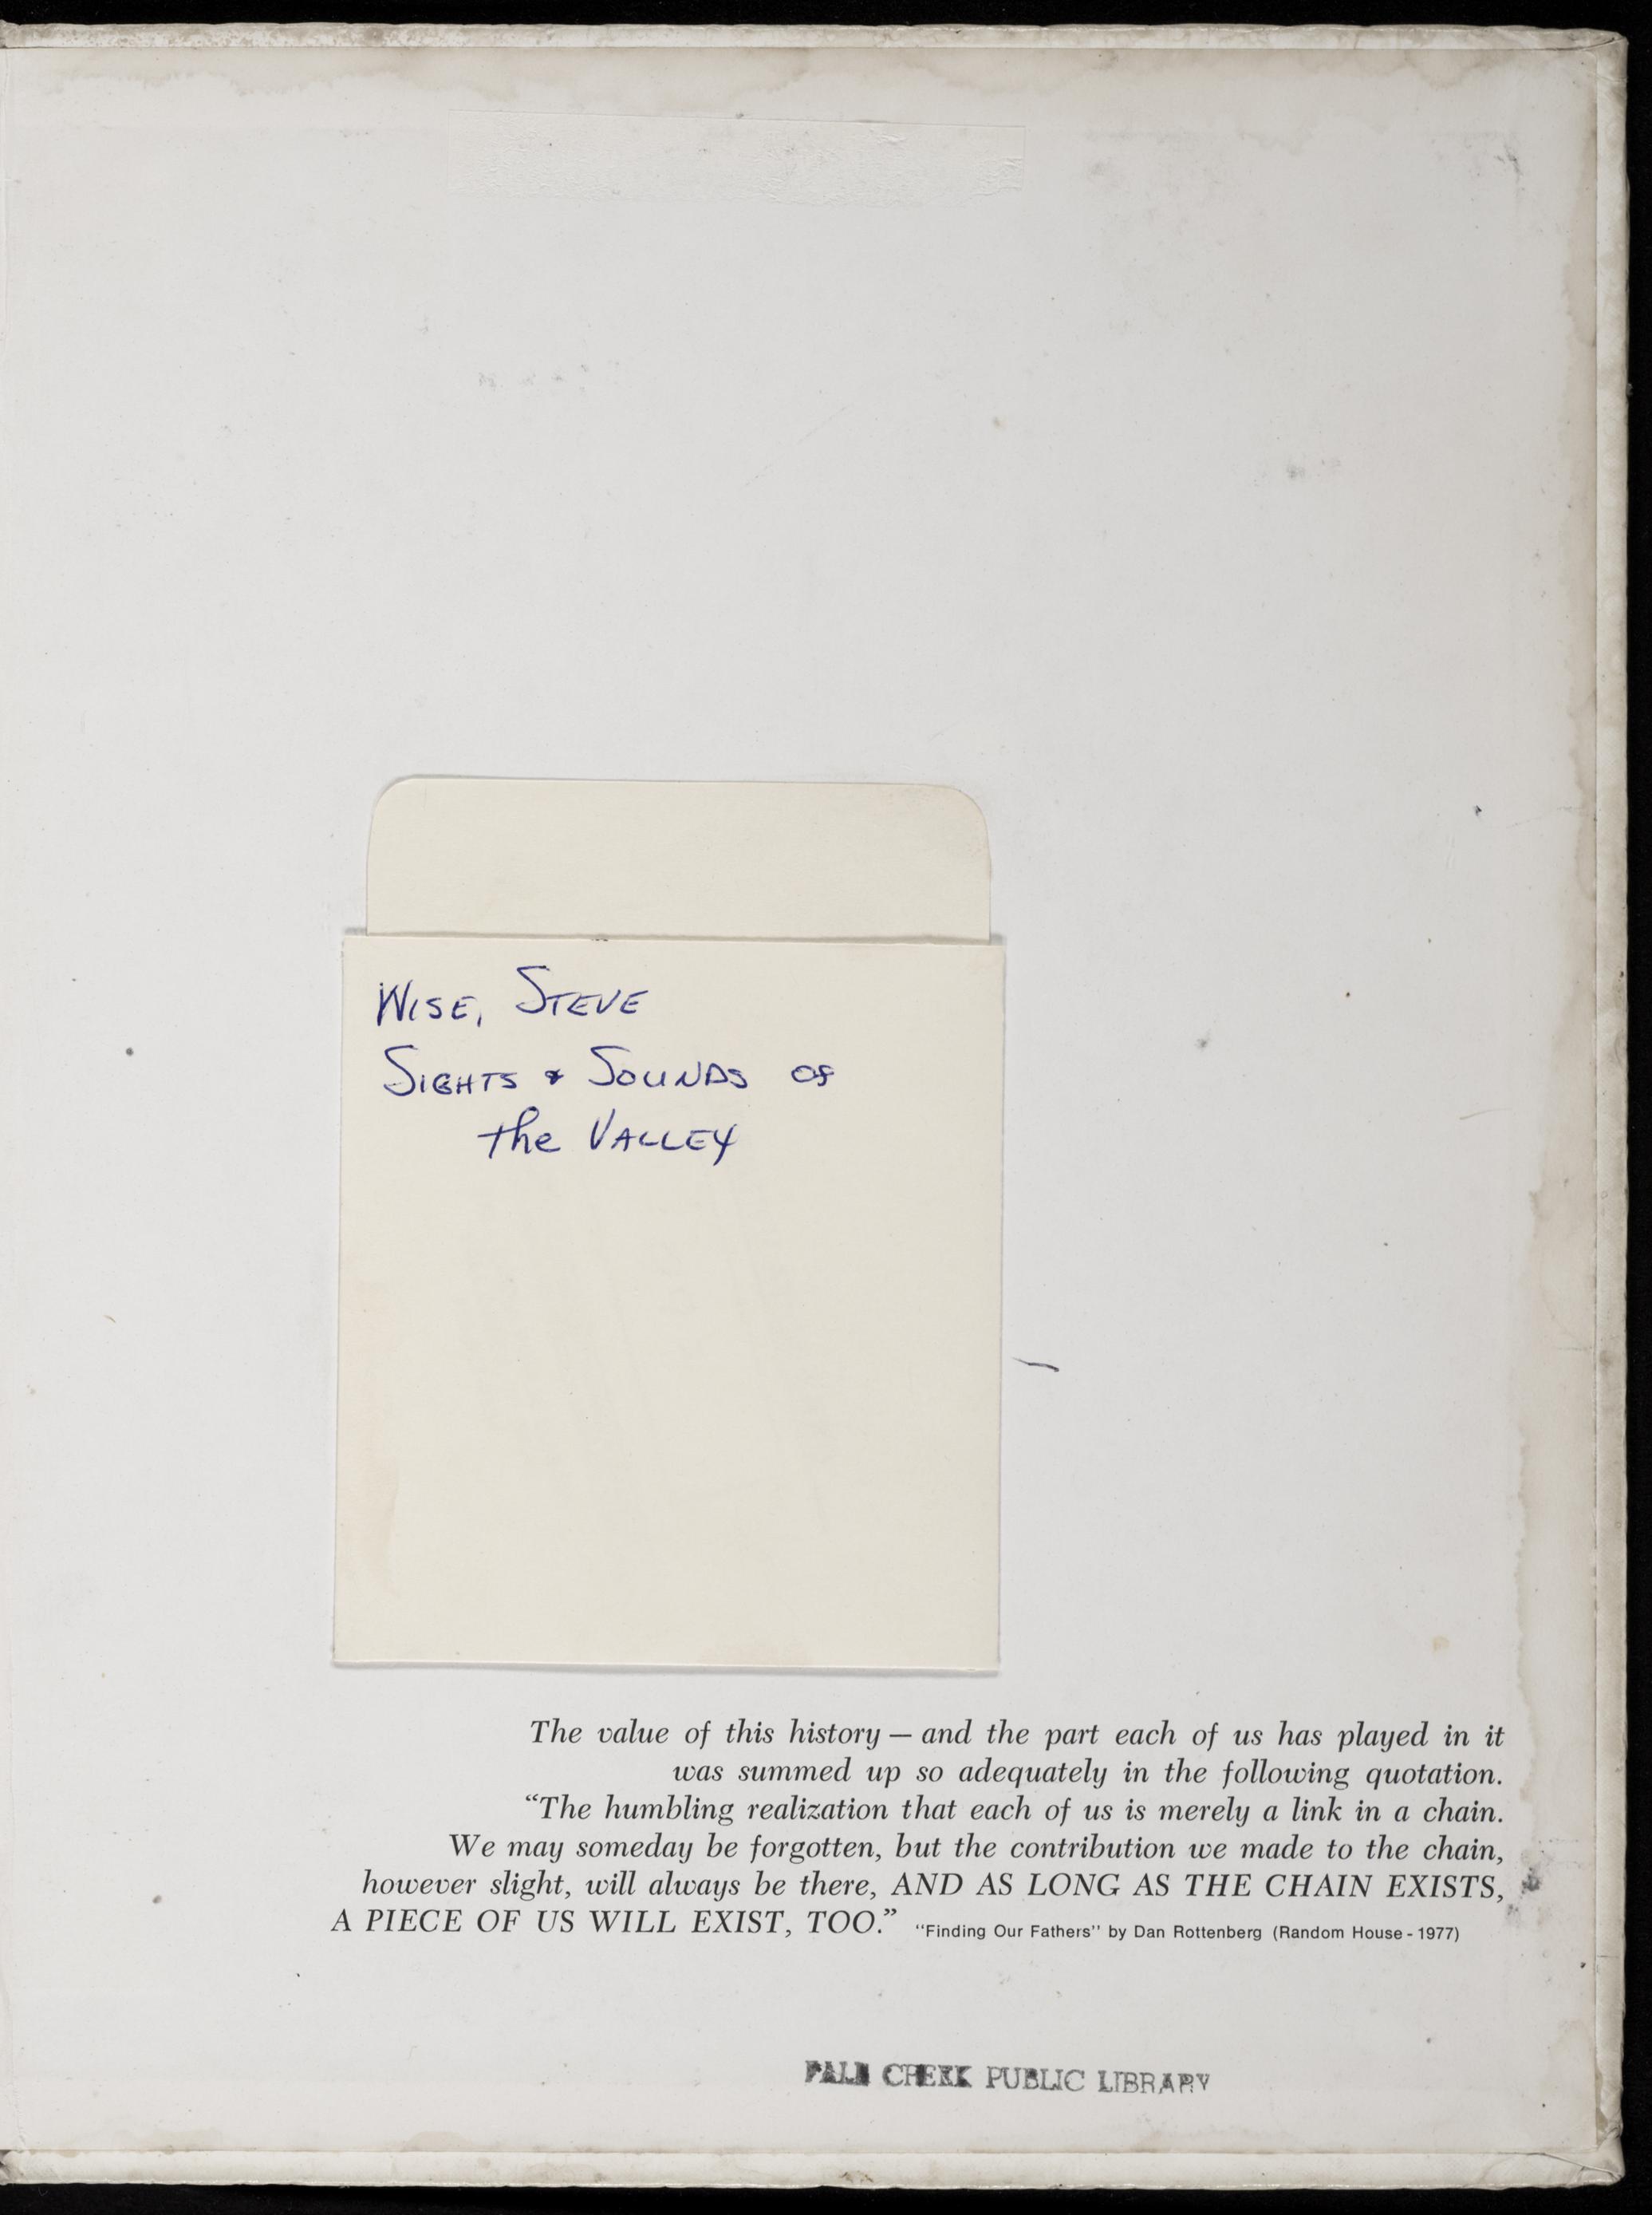 WISE, STEVE
SIGHTS & SOUNDS OF
the VALLEY
The value of this history — and the part each of us has played in it
was summed up so adequately in the following quotation.
“The humbling realization that each of us is merely a link in a chain.
We may someday be forgotten, but the contribution we made to the chain,
however slight, will always be there, AND AS LONG AS THE CHAIN EXISTS,
A PIECE OF US WILL EXIST, TOO.” “Finding Our Fathers” by Dan Rottenberg (Random House - 1977)
CREEK PUBLIC LIBRARY